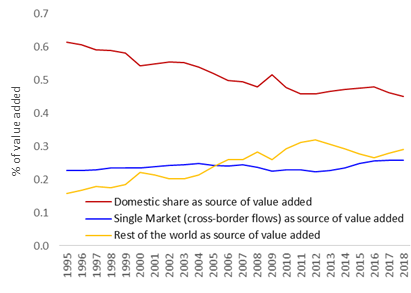 % of value added
0.7
0.6
0.5
0.4
0.3
0.2
0.1
0.0
Domestic share as source of value added
Single Market (cross-border flows) as source of value added
Rest of the world as source of value added
1995 1996 1997 1998 1999 2000 2001 2002 2003 2004 2005 2006 2007 2008 2009 2010 2011 2012 2013 2014 2015 2016 2017 2018